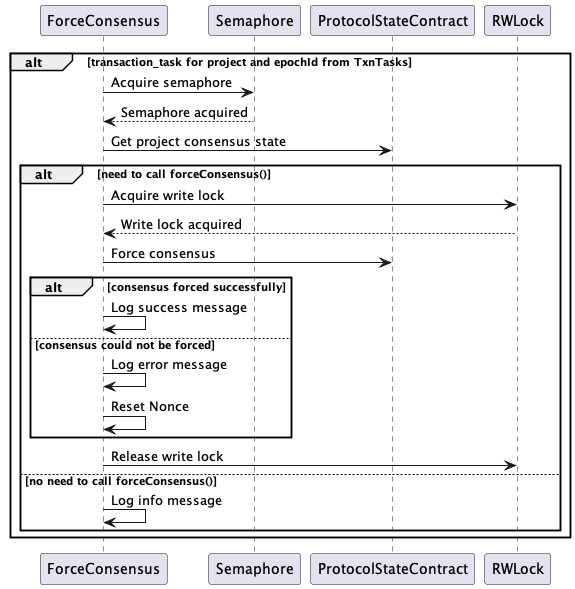 ForceConsensus Semaphore ProtocolStateContract RWLock
alt [transaction_task for project and epochId from TxnTasks]
Acquire semaphore
Semaphore acquired
Get project consensus state
alt [need to call forceConsensus()]
Acquire write lock
Write lock acquired
Force consensus
alt [consensus forced successfully]
Log success message
[consensus could not be forced]
Log error message
Reset Nonce
Release write lock
[no need to call forceConsensus()]
Log info message
ForceConsensus Semaphore ProtocolStateContract RWLock